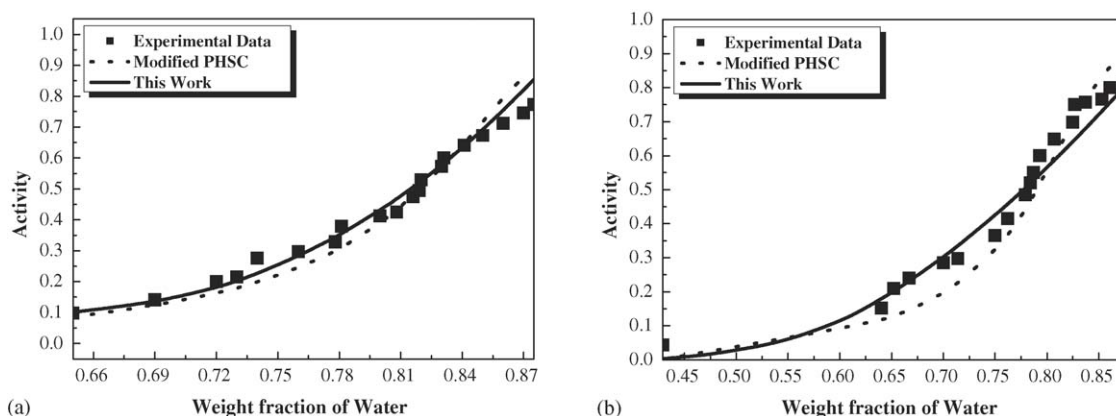 1.0
0.9
0.8
0.7
0.6
0.5
0.4
0.3
0.2
0.1
0.0
Activity
Experimental Data
Modified PHSC
This Work
0.66 0.69 0.72 0.75 0.78 0.81 0.84 0.87
Weight fraction of Water
(a)
1.0
0.9
0.8
0.7
0.6
0.5
0.4
0.3
0.2
0.1
0.0
Activity
Experimental Data
Modified PHSC
This Work
0.45 0.50 0.55 0.60 0.65 0.70 0.75 0.80 0.85
Weight fraction of Water
(b)